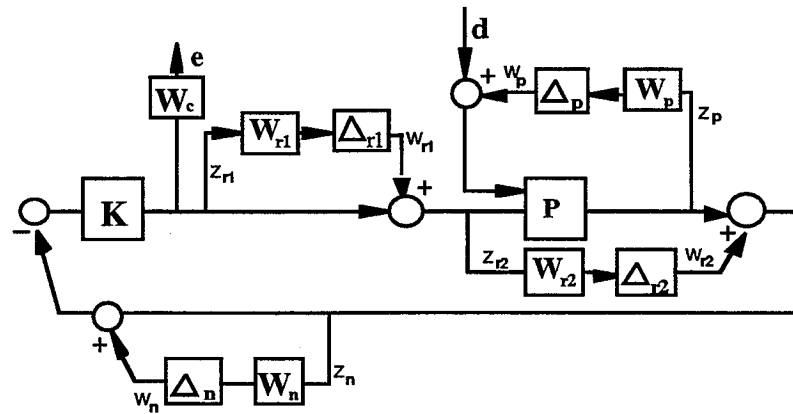 d
e
W_c
+ w_p Δ_p W_p
W_r1 Δ_r1 w_r1
z_p
z_r1 +
K P
− z_r2 W_r2 Δ_r2 w_r2 +
+
w_n Δ_n W_n z_n